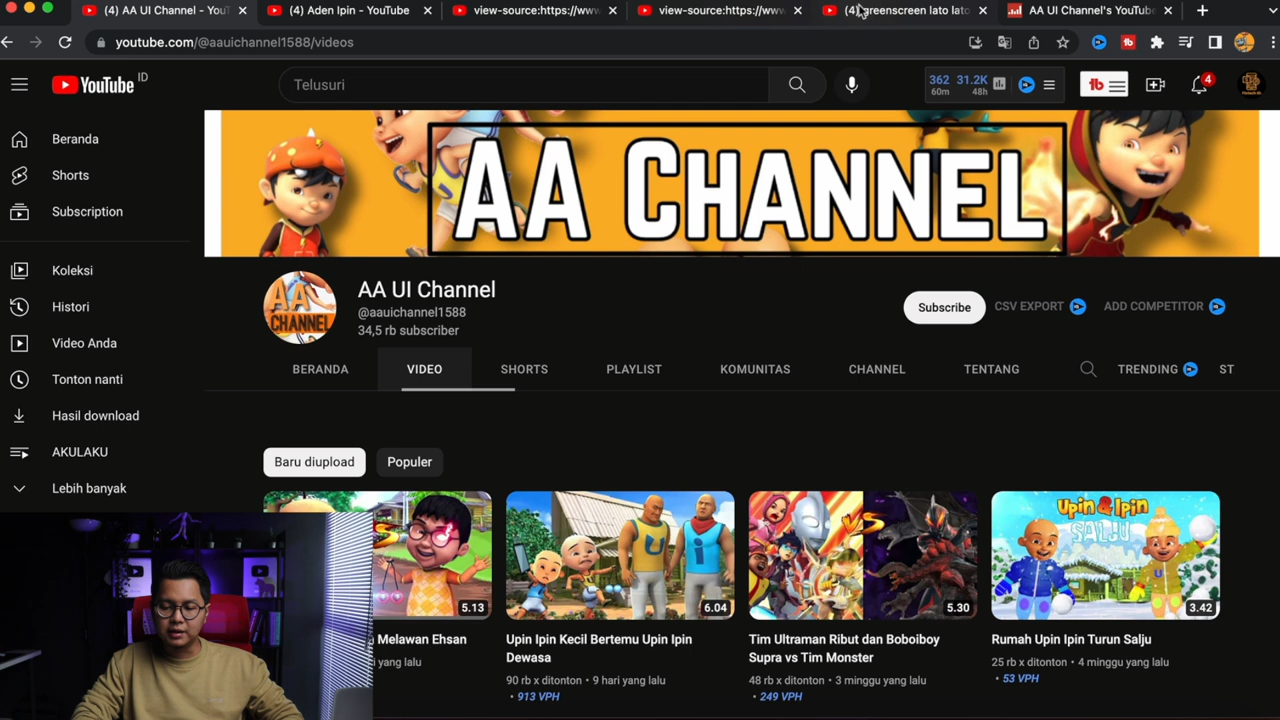 (4) AA UI Channel - YouT
(4) Aden Ipin - YouTube
view-source:https://www
view-source:https://www
(4) greenscreen lato lato
AA UI Channel's YouTube
youtube.com/@aauichannel1588/videos
YouTube ID
Telusuri
362 31.2K
60m 48h
tb
4
Beranda
Shorts
Subscription
Koleksi
Histori
Video Anda
Tonton nanti
Hasil download
AKULAKU
Lebih banyak
AA CHANNEL
AA
CHANNEL
AA UI Channel
@aauichannel1588
34,5 rb subscriber
Subscribe
CSV EXPORT
ADD COMPETITOR
BERANDA
VIDEO
SHORTS
PLAYLIST
KOMUNITAS
CHANNEL
TENTANG
TRENDING
ST
Baru diupload
Populer
5.13
U
i
6.04
5.30
Upin & Ipin
SALJU
3.42
Melawan Ehsan
yang lalu
Upin Ipin Kecil Bertemu Upin Ipin
Dewasa
90 rb x ditonton • 9 hari yang lalu
• 913 VPH
Tim Ultraman Ribut dan Boboiboy
Supra vs Tim Monster
48 rb x ditonton • 3 minggu yang lalu
• 249 VPH
Rumah Upin Ipin Turun Salju
25 rb x ditonton • 4 minggu yang lalu
• 53 VPH